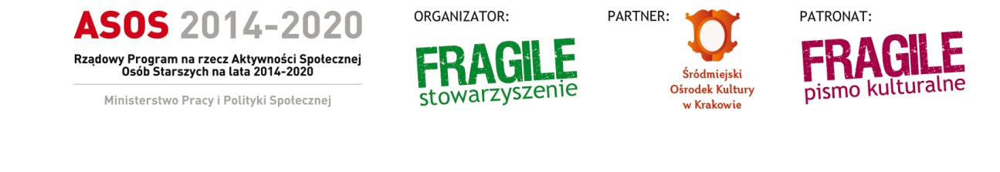 ASOS 2014-2020
Rządowy Program na rzecz Aktywności Społecznej
Osób Starszych na lata 2014-2020
Ministerstwo Pracy i Polityki Społecznej
ORGANIZATOR:
FRAGILE
stowarzyszenie
PARTNER:
Śródmiejski
Ośrodek Kultury
w Krakowie
PATRONAT:
FRAGILE
pismo kulturalne